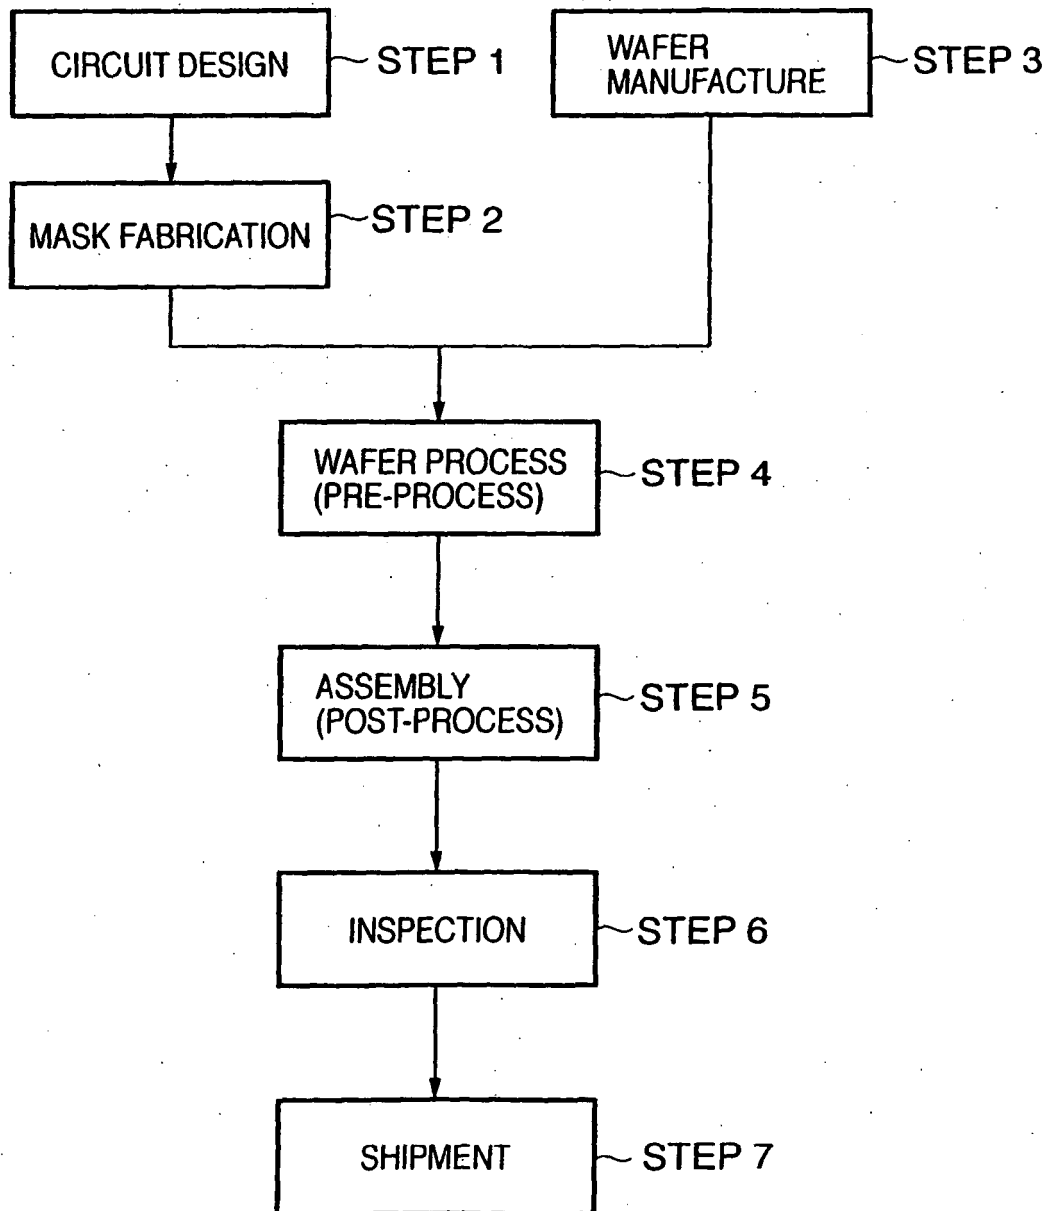 CIRCUIT DESIGN
STEP 1
WAFER
MANUFACTURE
STEP 3
MASK FABRICATION
STEP 2
WAFER PROCESS
(PRE-PROCESS)
STEP 4
ASSEMBLY
(POST-PROCESS)
STEP 5
INSPECTION
STEP 6
SHIPMENT
STEP 7